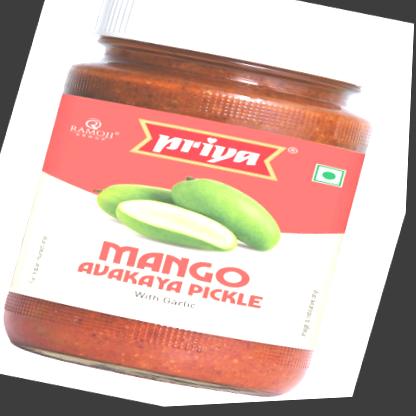 RAMOJI
GROUP
priya®
MANGO
AVAKAYA PICKLE
With Garlic